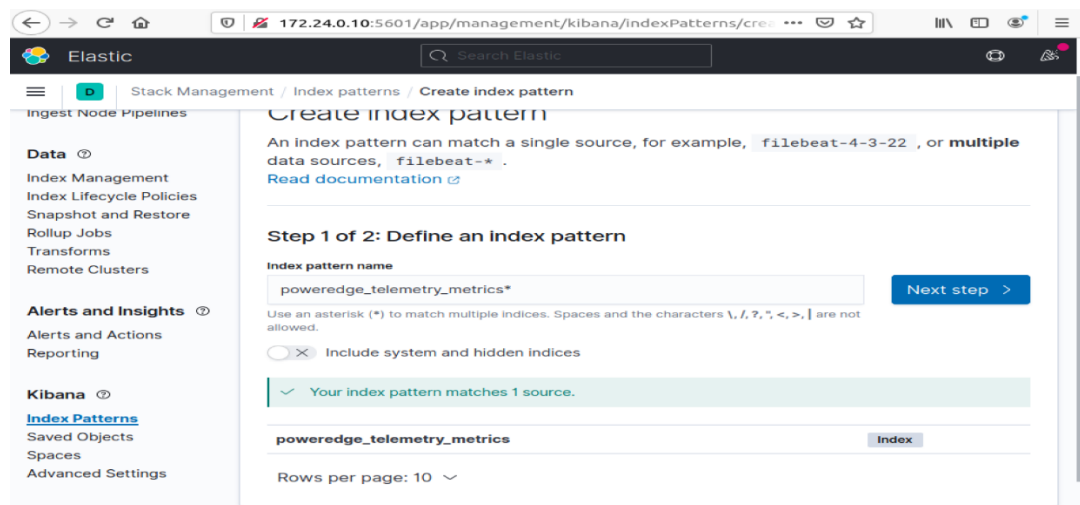 172.24.0.10:5601/app/management/kibana/indexPatterns/crea
Elastic
Search Elastic
D
Stack Management / Index patterns / Create index pattern
Ingest Node Pipelines
Data
Index Management
Index Lifecycle Policies
Snapshot and Restore
Rollup Jobs
Transforms
Remote Clusters
Alerts and Insights
Alerts and Actions
Reporting
Kibana
Index Patterns
Saved Objects
Spaces
Advanced Settings
Create index pattern
An index pattern can match a single source, for example, filebeat-4-3-22 , or multiple
data sources, filebeat-* .
Read documentation
Step 1 of 2: Define an index pattern
Index pattern name
poweredge_telemetry_metrics*
Next step >
Use an asterisk (*) to match multiple indices. Spaces and the characters \, /, ?, ", <, >, | are not
allowed.
Include system and hidden indices
Your index pattern matches 1 source.
poweredge_telemetry_metrics
Index
Rows per page: 10